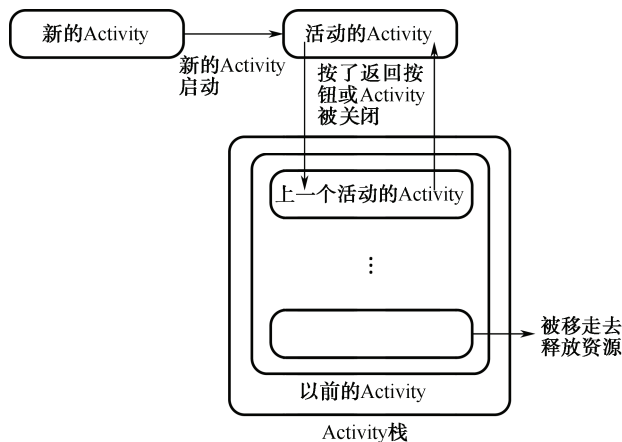 新的Activity
活动的Activity
新的Activity
启动
按了返回按
钮或Activity
被关闭
上一个活动的Activity
⋮
被移走去
释放资源
以前的Activity
Activity栈